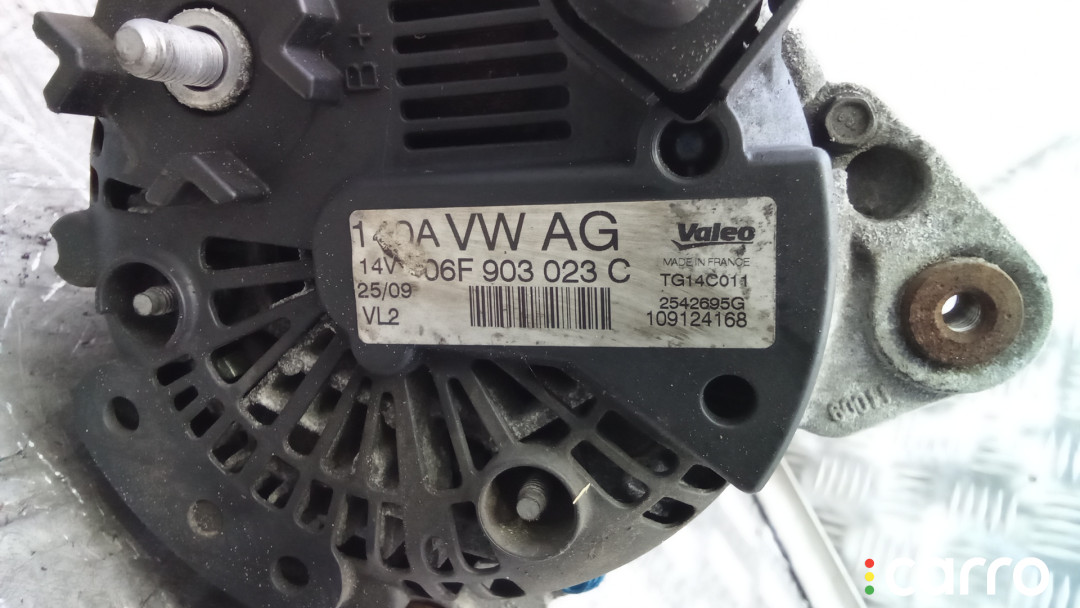 B+
VW AG
Valeo
14V 903 023 C
MADE IN FRANCE
TG14C011
25/09
2542695G
VL2
109124168
carro